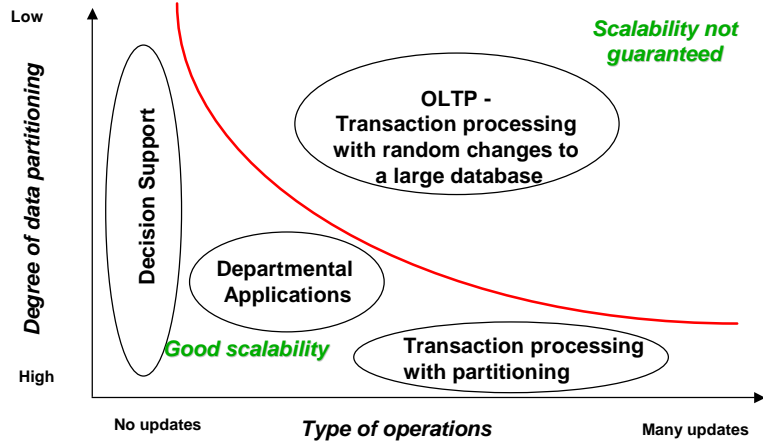 Low
Scalability not
guaranteed
OLTP -
Transaction processing
with random changes to
a large database
Degree of data partitioning
Decision Support
Departmental
Applications
Good scalability
Transaction processing
with partitioning
High
No updates
Type of operations
Many updates